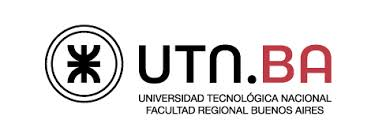 UTN.BA
UNIVERSIDAD TECNOLÓGICA NACIONAL
FACULTAD REGIONAL BUENOS AIRES